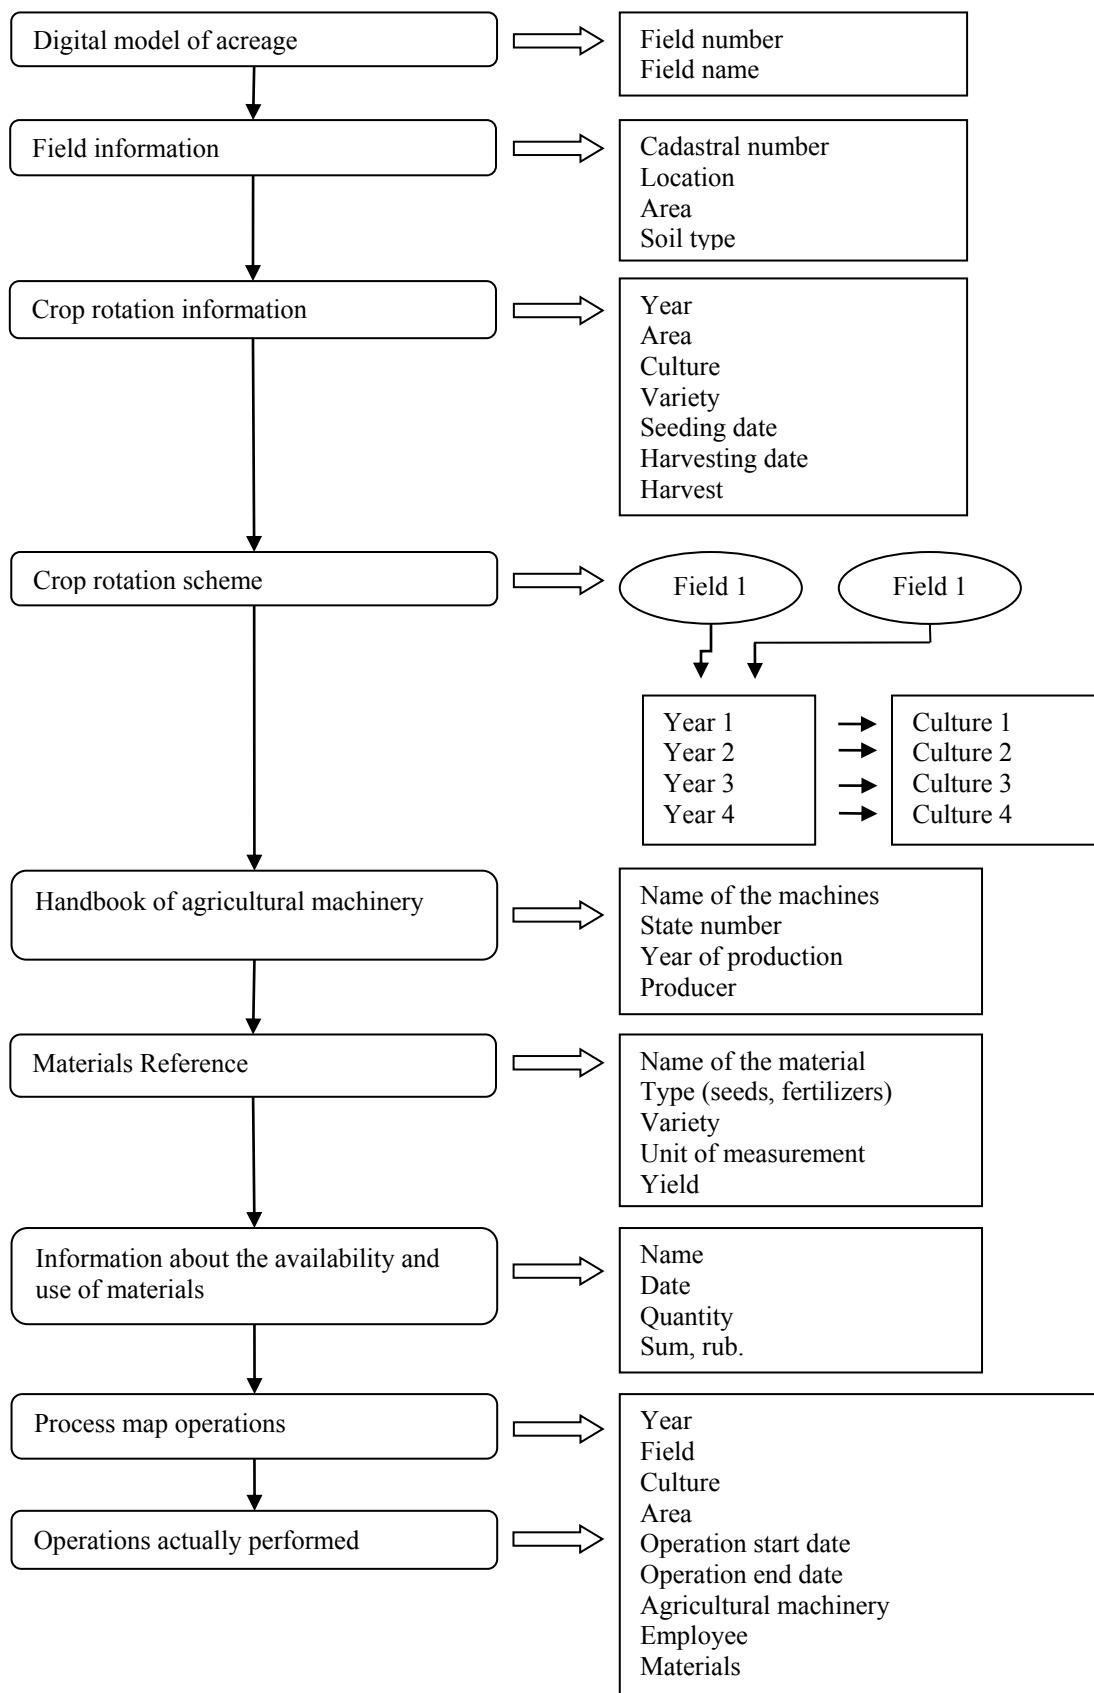 Digital model of acreage
Field number
Field name
Field information
Cadastral number
Location
Area
Soil type
Crop rotation information
Year
Area
Culture
Variety
Seeding date
Harvesting date
Harvest
Crop rotation scheme
Field 1
Field 1
Year 1
Year 2
Year 3
Year 4
Culture 1
Culture 2
Culture 3
Culture 4
Handbook of agricultural machinery
Name of the machines
State number
Year of production
Producer
Materials Reference
Name of the material
Type (seeds, fertilizers)
Variety
Unit of measurement
Yield
Information about the availability and
use of materials
Name
Date
Quantity
Sum, rub.
Process map operations
Operations actually performed
Year
Field
Culture
Area
Operation start date
Operation end date
Agricultural machinery
Employee
Materials